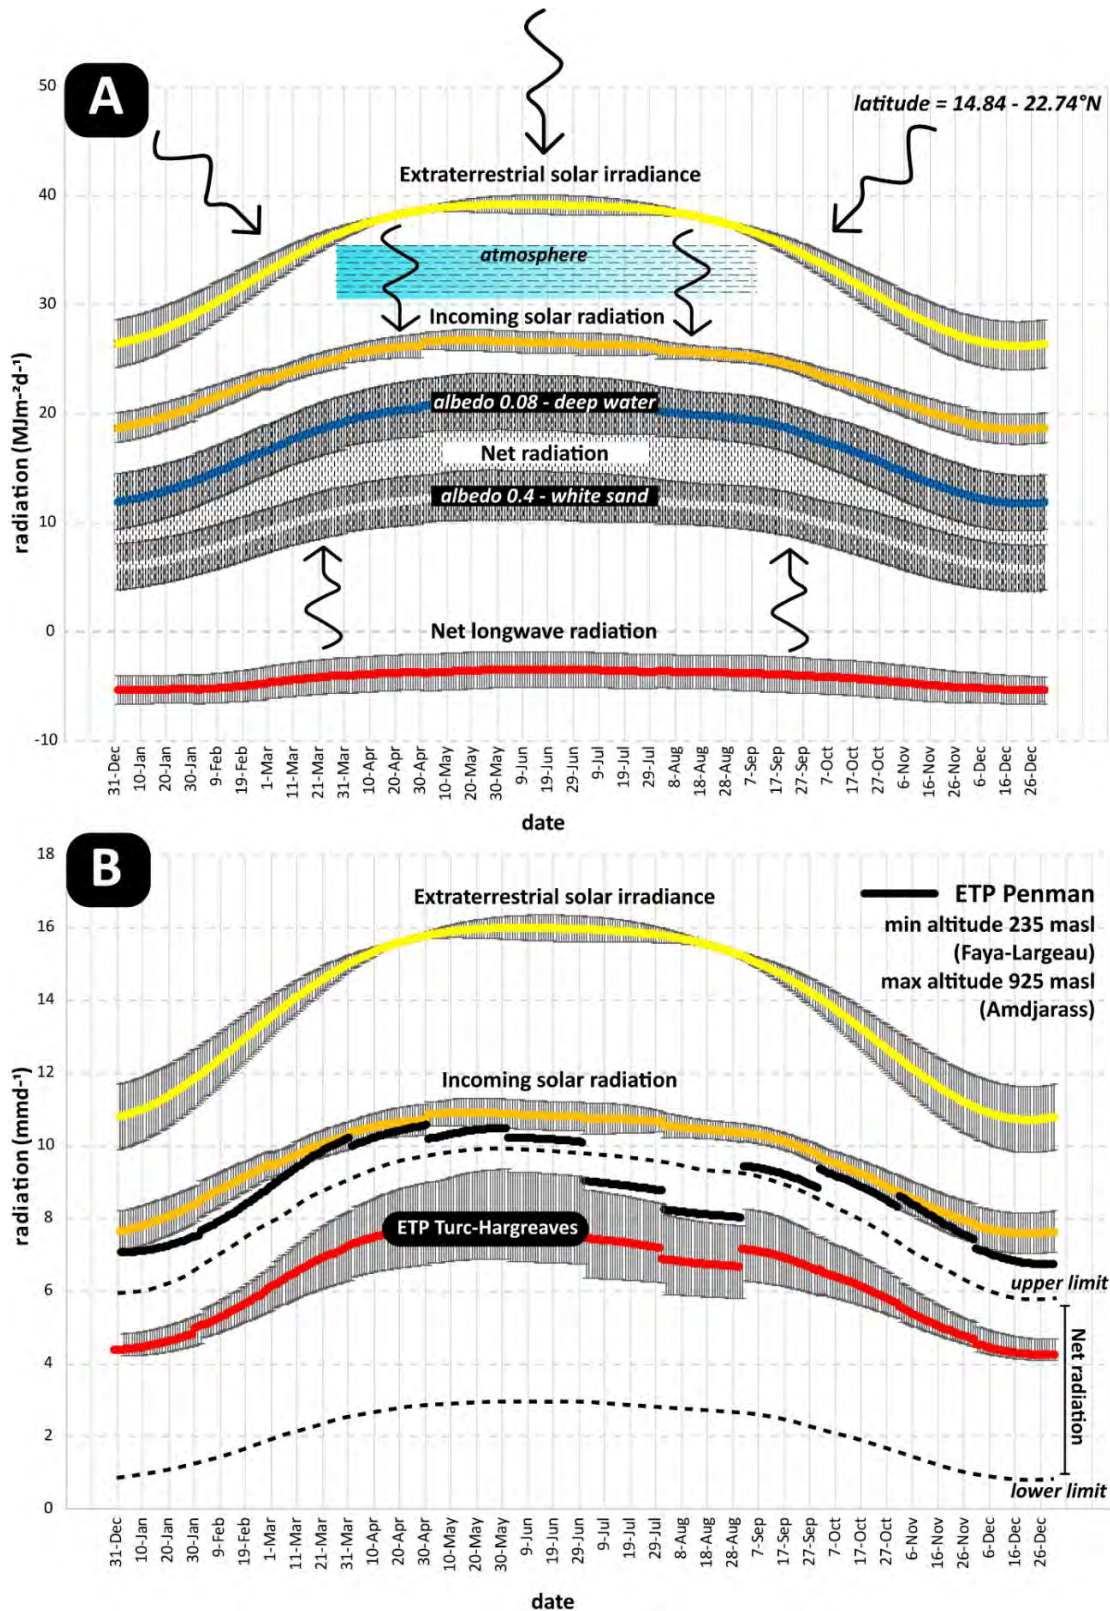 A
latitude = 14.84 - 22.74°N
Extraterrestrial solar irradiance
atmosphere
Incoming solar radiation
albedo 0.08 - deep water
Net radiation
albedo 0.4 - white sand
Net longwave radiation
radiation (MJm-²d-¹)
50
40
30
20
10
0
-10
31-Dec
10-Jan
20-Jan
30-Jan
9-Feb
19-Feb
1-Mar
11-Mar
21-Mar
31-Mar
10-Apr
20-Apr
30-Apr
10-May
20-May
30-May
9-Jun
19-Jun
29-Jun
9-Jul
19-Jul
29-Jul
8-Aug
18-Aug
28-Aug
7-Sep
17-Sep
27-Sep
7-Oct
17-Oct
27-Oct
6-Nov
16-Nov
26-Nov
6-Dec
16-Dec
26-Dec
date
B
Extraterrestrial solar irradiance
ETP Penman
min altitude 235 masl
(Faya-Largeau)
max altitude 925 masl
(Amdjarass)
Incoming solar radiation
ETP Turc-Hargreaves
upper limit
Net radiation
lower limit
radiation (mmd-¹)
18
16
14
12
10
8
6
4
2
0
31-Dec
10-Jan
20-Jan
30-Jan
9-Feb
19-Feb
1-Mar
11-Mar
21-Mar
31-Mar
10-Apr
20-Apr
30-Apr
10-May
20-May
30-May
9-Jun
19-Jun
29-Jun
9-Jul
19-Jul
29-Jul
8-Aug
18-Aug
28-Aug
7-Sep
17-Sep
27-Sep
7-Oct
17-Oct
27-Oct
6-Nov
16-Nov
26-Nov
6-Dec
16-Dec
26-Dec
date